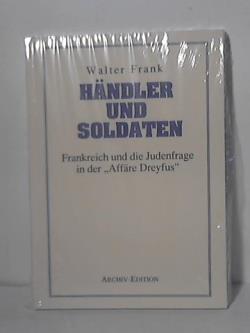 Walter Frank
HÄNDLER
UND
SOLDATEN
Frankreich und die Judenfrage
in der „Affäre Dreyfus“
ARCHIV-EDITION